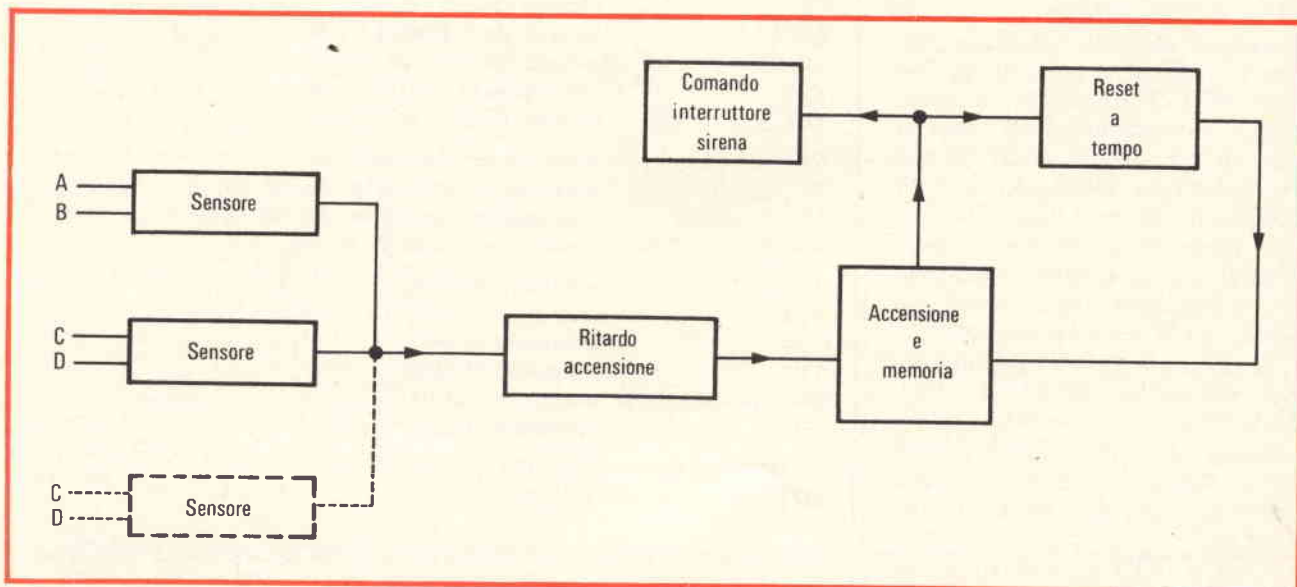 Comando
interruttore
sirena
Reset
a
tempo
A
B
Sensore
C
D
Sensore
Ritardo
accensione
Accensione
e
memoria
C
D
Sensore